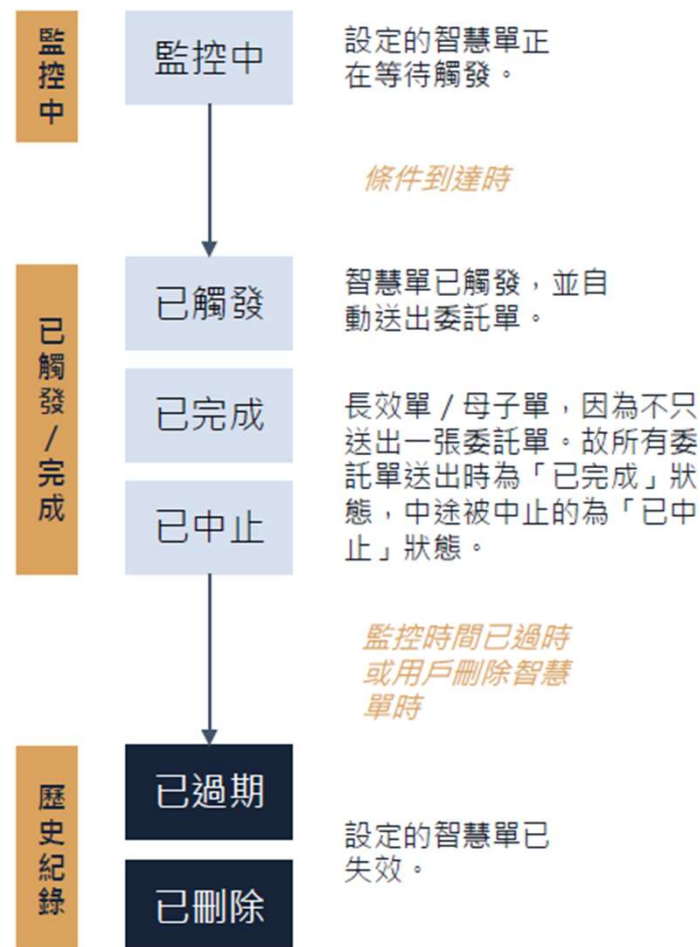 監控中
監控中
設定的智慧單正
在等待觸發。
條件到達時
已觸發/完成
已觸發
智慧單已觸發，並自
動送出委託單。
已完成
長效單 / 母子單，因為不只
送出一張委託單。故所有委
託單送出時為「已完成」狀
態，中途被中止的為「已中
止」狀態。
已中止
監控時間已過時
或用戶刪除智慧
單時
歷史紀錄
已過期
設定的智慧單已
失效。
已刪除